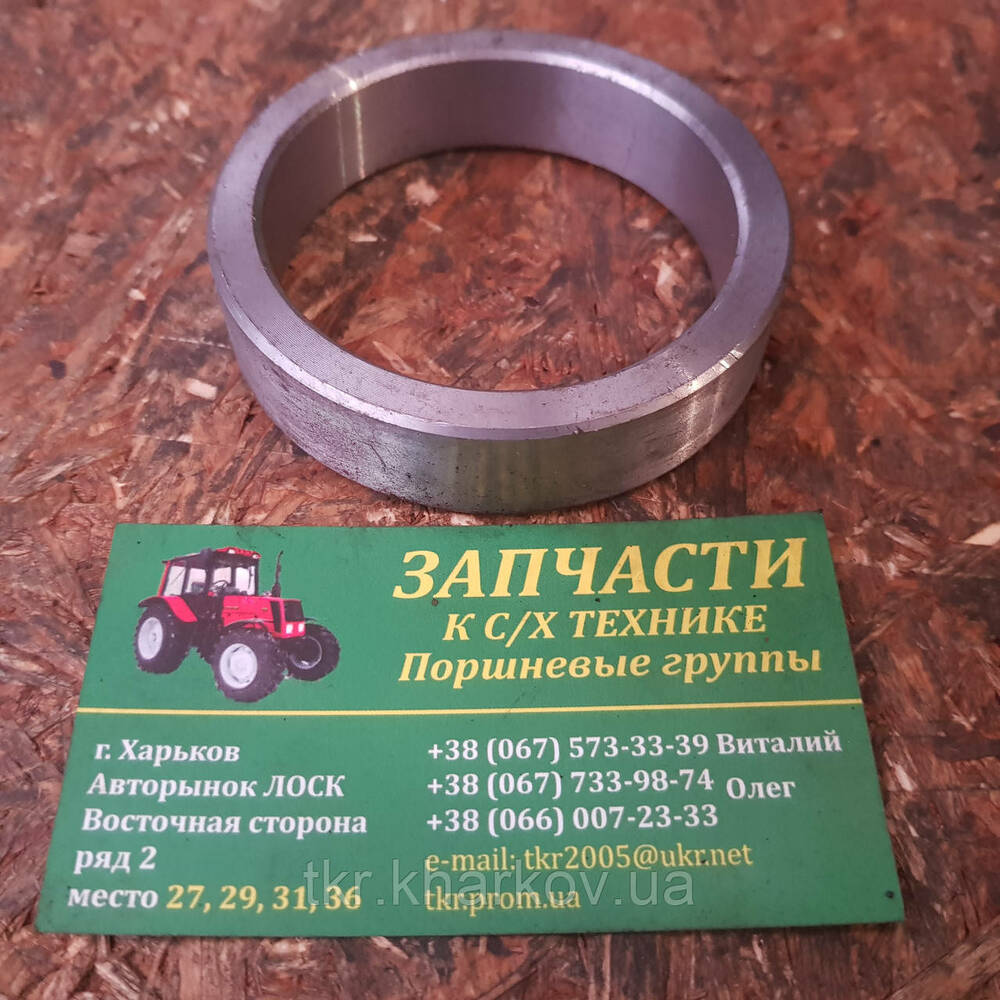 ЗАПЧАСТИ
К С/Х ТЕХНИКЕ
Поршневые группы
г. Харьков
Авторынок ЛОСК
Восточная сторона
ряд 2
место 27, 29, 31, 36
+38 (067) 573-33-39 Виталий
+38 (067) 733-98-74 Олег
+38 (066) 007-23-33
e-mail: tkr2005@ukr.net
tkr.prom.ua
tkr.kharkov.ua